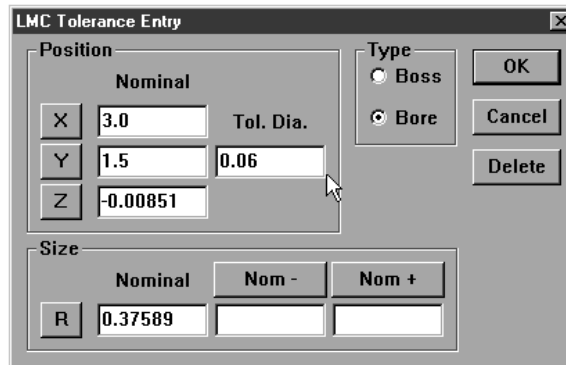 LMC Tolerance Entry
Position
Nominal
X 3.0 Tol. Dia.
Y 1.5 0.06
Z -0.00851
Type
Boss
Bore
OK
Cancel
Delete
Size
Nominal Nom - Nom +
R 0.37589